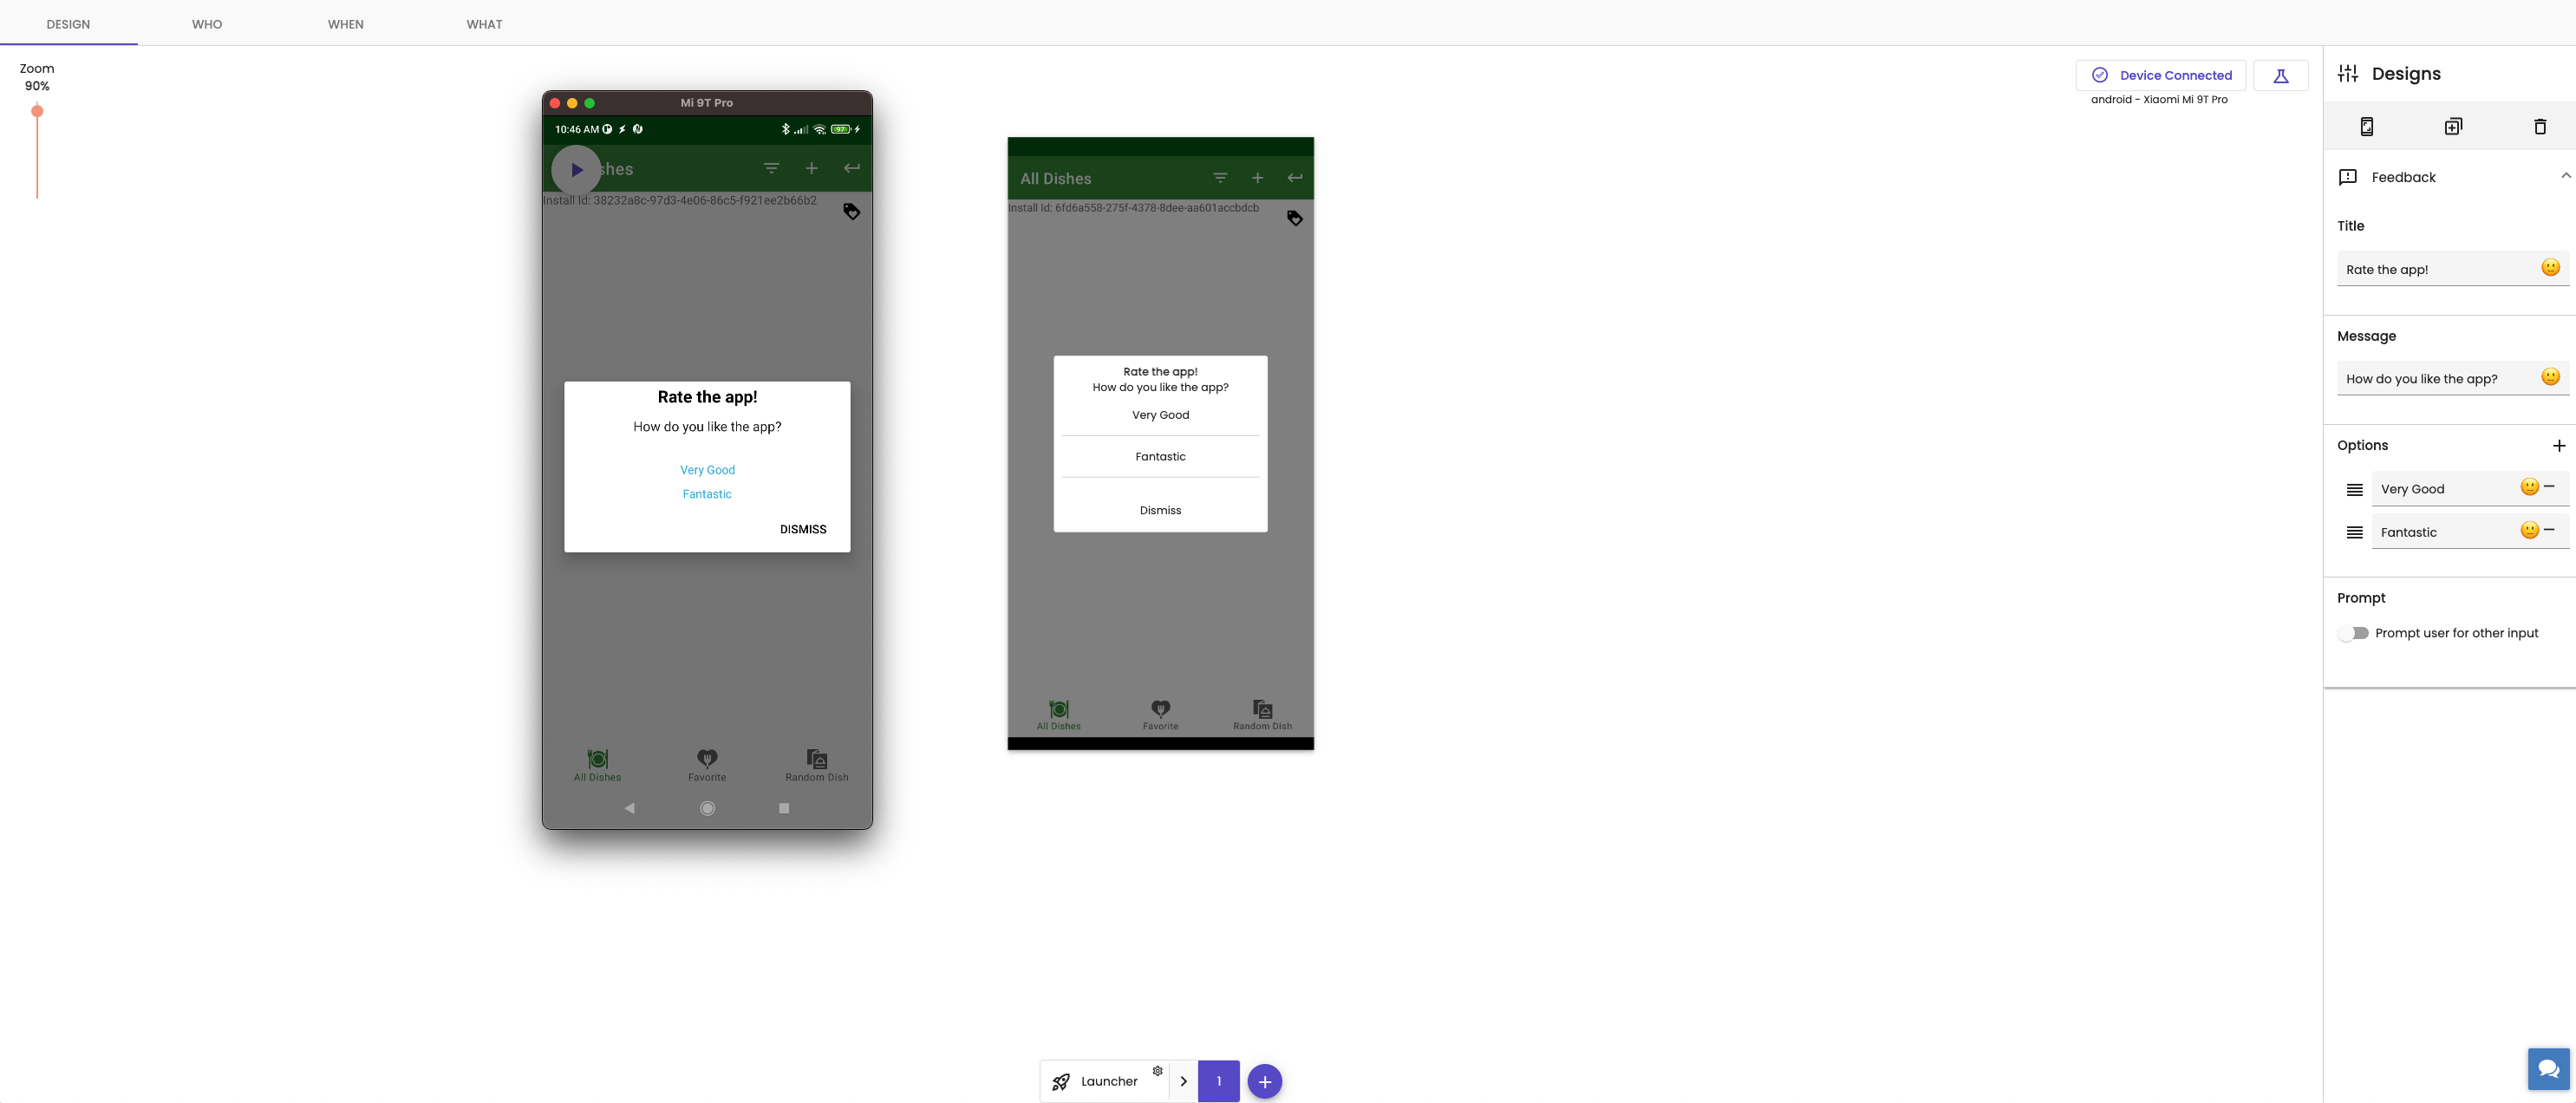 DESIGN WHO WHEN WHAT
Zoom
90%
Mi 9T Pro
10:46 AM
97
shes
Install Id: 38232a8c-97d3-4e06-86c5-f921ee2b66b2
Rate the app!
How do you like the app?
Very Good
Fantastic
DISMISS
All Dishes Favorite Random Dish
All Dishes
Install Id: 6fd6a558-275f-4378-8dee-aa601accbdcb
Rate the app!
How do you like the app?
Very Good
Fantastic
Dismiss
All Dishes Favorite Random Dish
Device Connected
android - Xiaomi Mi 9T Pro
Launcher 1
Designs
Feedback
Title
Rate the app!
Message
How do you like the app?
Options
Very Good
Fantastic
Prompt
Prompt user for other input